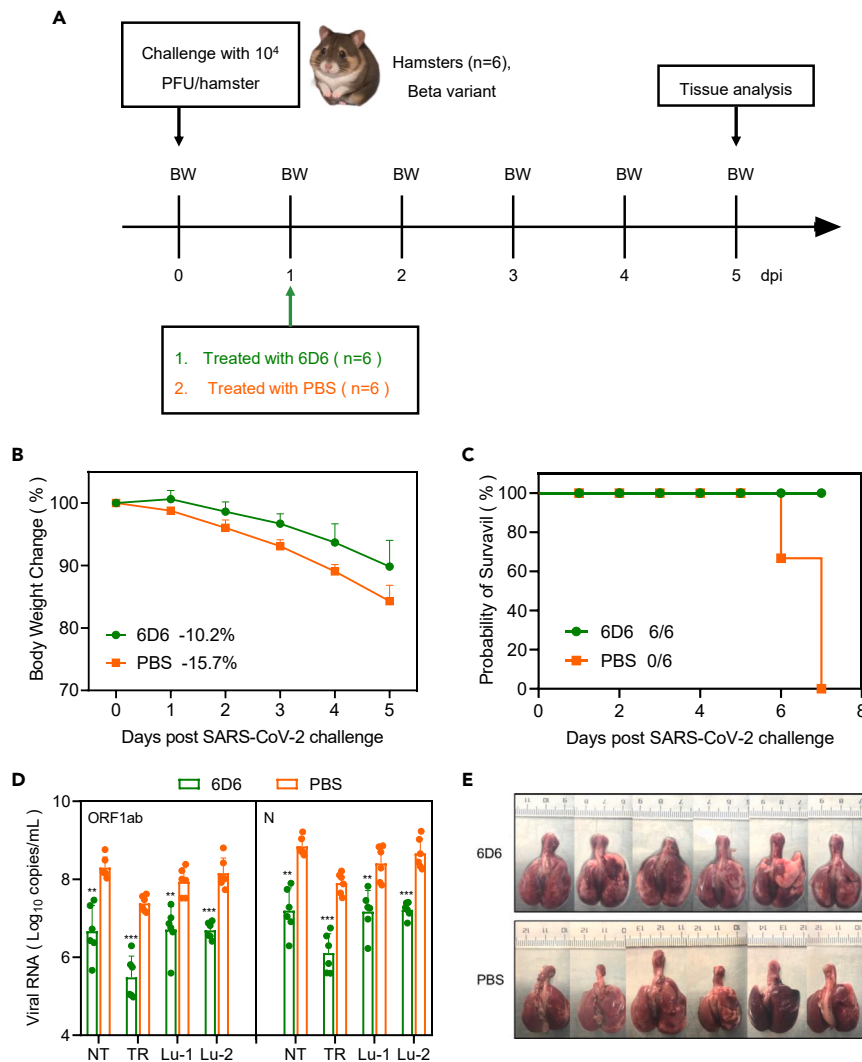 A
Challenge with 10⁴
PFU/hamster
Hamsters (n=6),
Beta variant
Tissue analysis
BW BW BW BW BW BW
0 1 2 3 4 5 dpi
1. Treated with 6D6 ( n=6 )
2. Treated with PBS ( n=6 )
B
Body Weight Change ( % )
100
90
80
70
6D6 -10.2%
PBS -15.7%
0 1 2 3 4 5
Days post SARS-CoV-2 challenge
C
Probability of Survavil ( % )
100
80
60
40
20
0
6D6 6/6
PBS 0/6
0 2 4 6 8
Days post SARS-CoV-2 challenge
D
6D6 PBS
Viral RNA ( Log₁₀ copies/mL )
10
8
6
4
ORF1ab N
** *** ** *** ** *** ** ***
NT TR Lu-1 Lu-2 NT TR Lu-1 Lu-2
E
6D6
PBS